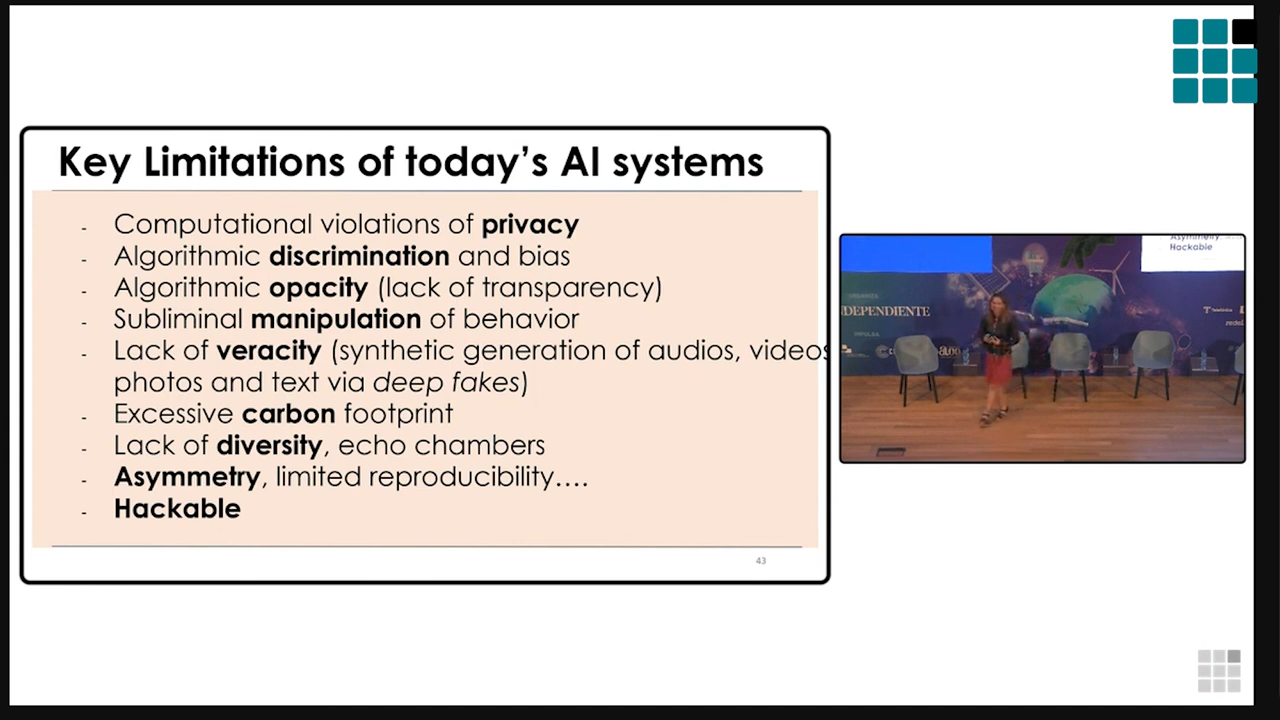 Key Limitations of today's AI systems
- Computational violations of privacy
- Algorithmic discrimination and bias
- Algorithmic opacity (lack of transparency)
- Subliminal manipulation of behavior
- Lack of veracity (synthetic generation of audios, videos
photos and text via deep fakes)
- Excessive carbon footprint
- Lack of diversity, echo chambers
- Asymmetry, limited reproducibility....
- Hackable
43
Hackable
NDEPENDIENTE
IMPULSA